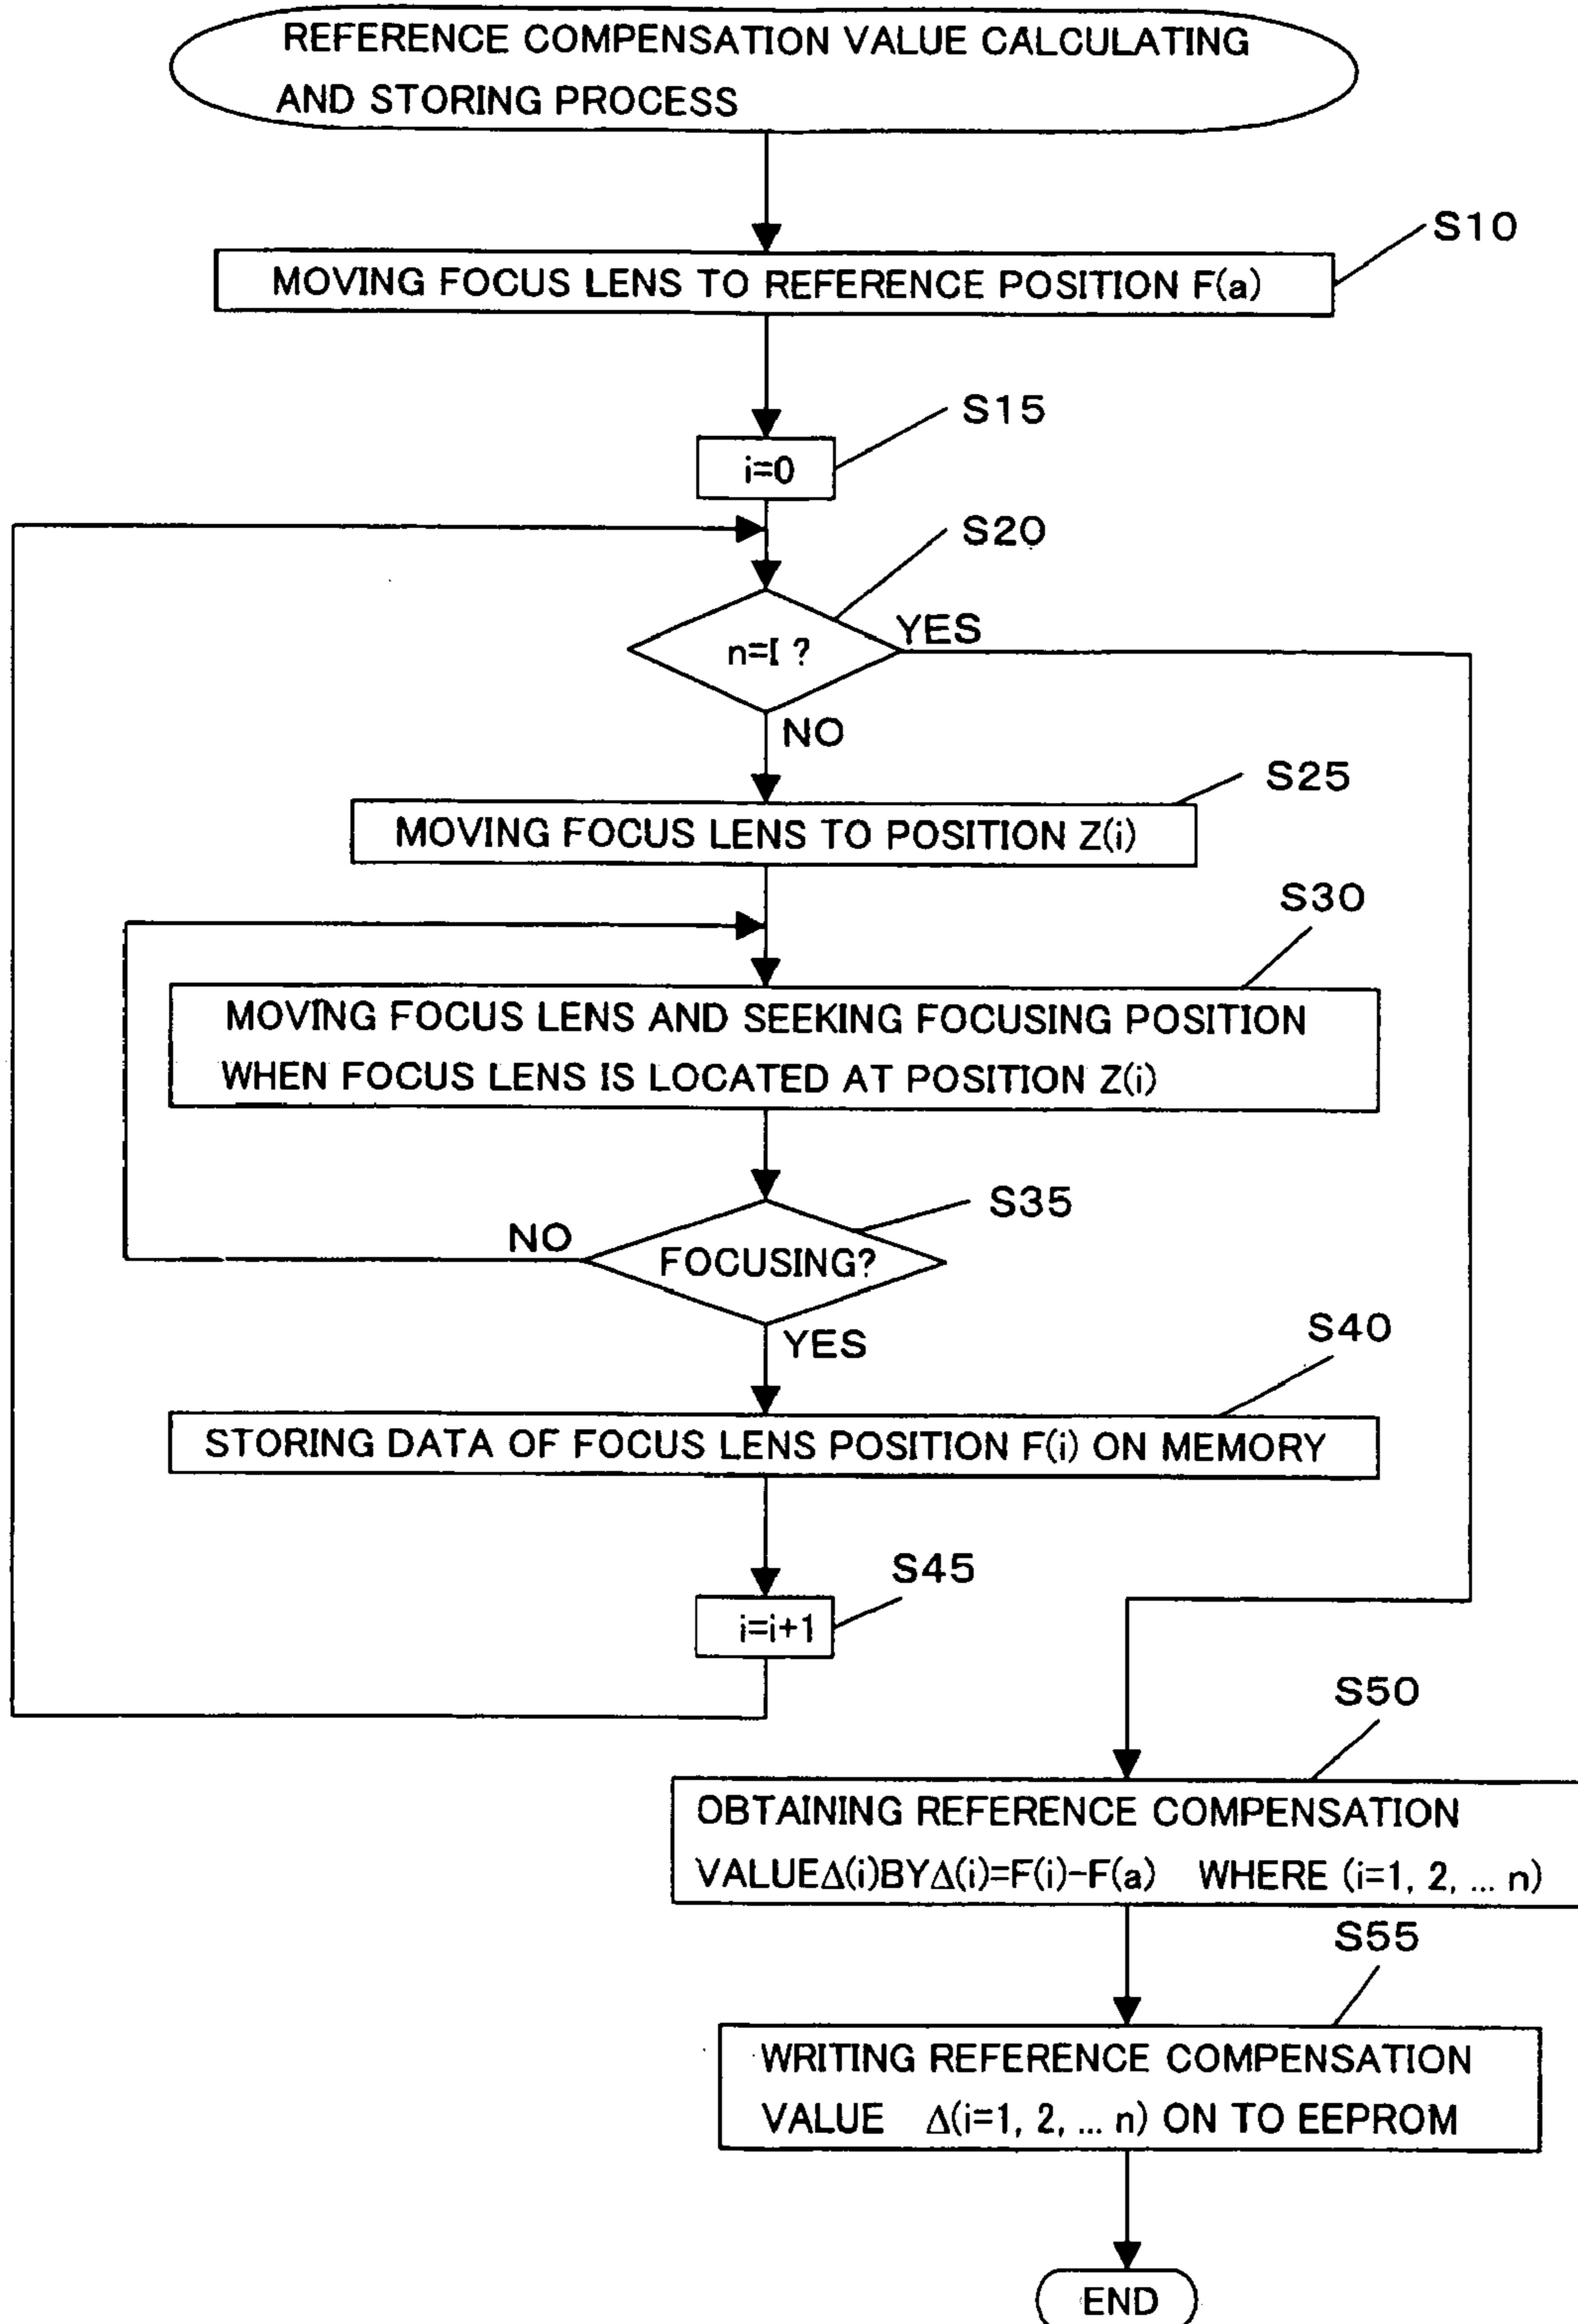 REFERENCE COMPENSATION VALUE CALCULATING
AND STORING PROCESS
S10
MOVING FOCUS LENS TO REFERENCE POSITION F(a)
S15
i=0
S20
n=[ ?
YES
NO
S25
MOVING FOCUS LENS TO POSITION Z(i)
S30
MOVING FOCUS LENS AND SEEKING FOCUSING POSITION
WHEN FOCUS LENS IS LOCATED AT POSITION Z(i)
S35
NO
FOCUSING?
YES
S40
STORING DATA OF FOCUS LENS POSITION F(i) ON MEMORY
S45
i=i+1
S50
OBTAINING REFERENCE COMPENSATION
VALUEΔ(i)BYΔ(i)=F(i)-F(a) WHERE (i=1, 2, ... n)
S55
WRITING REFERENCE COMPENSATION
VALUE Δ(i=1, 2, ... n) ON TO EEPROM
END